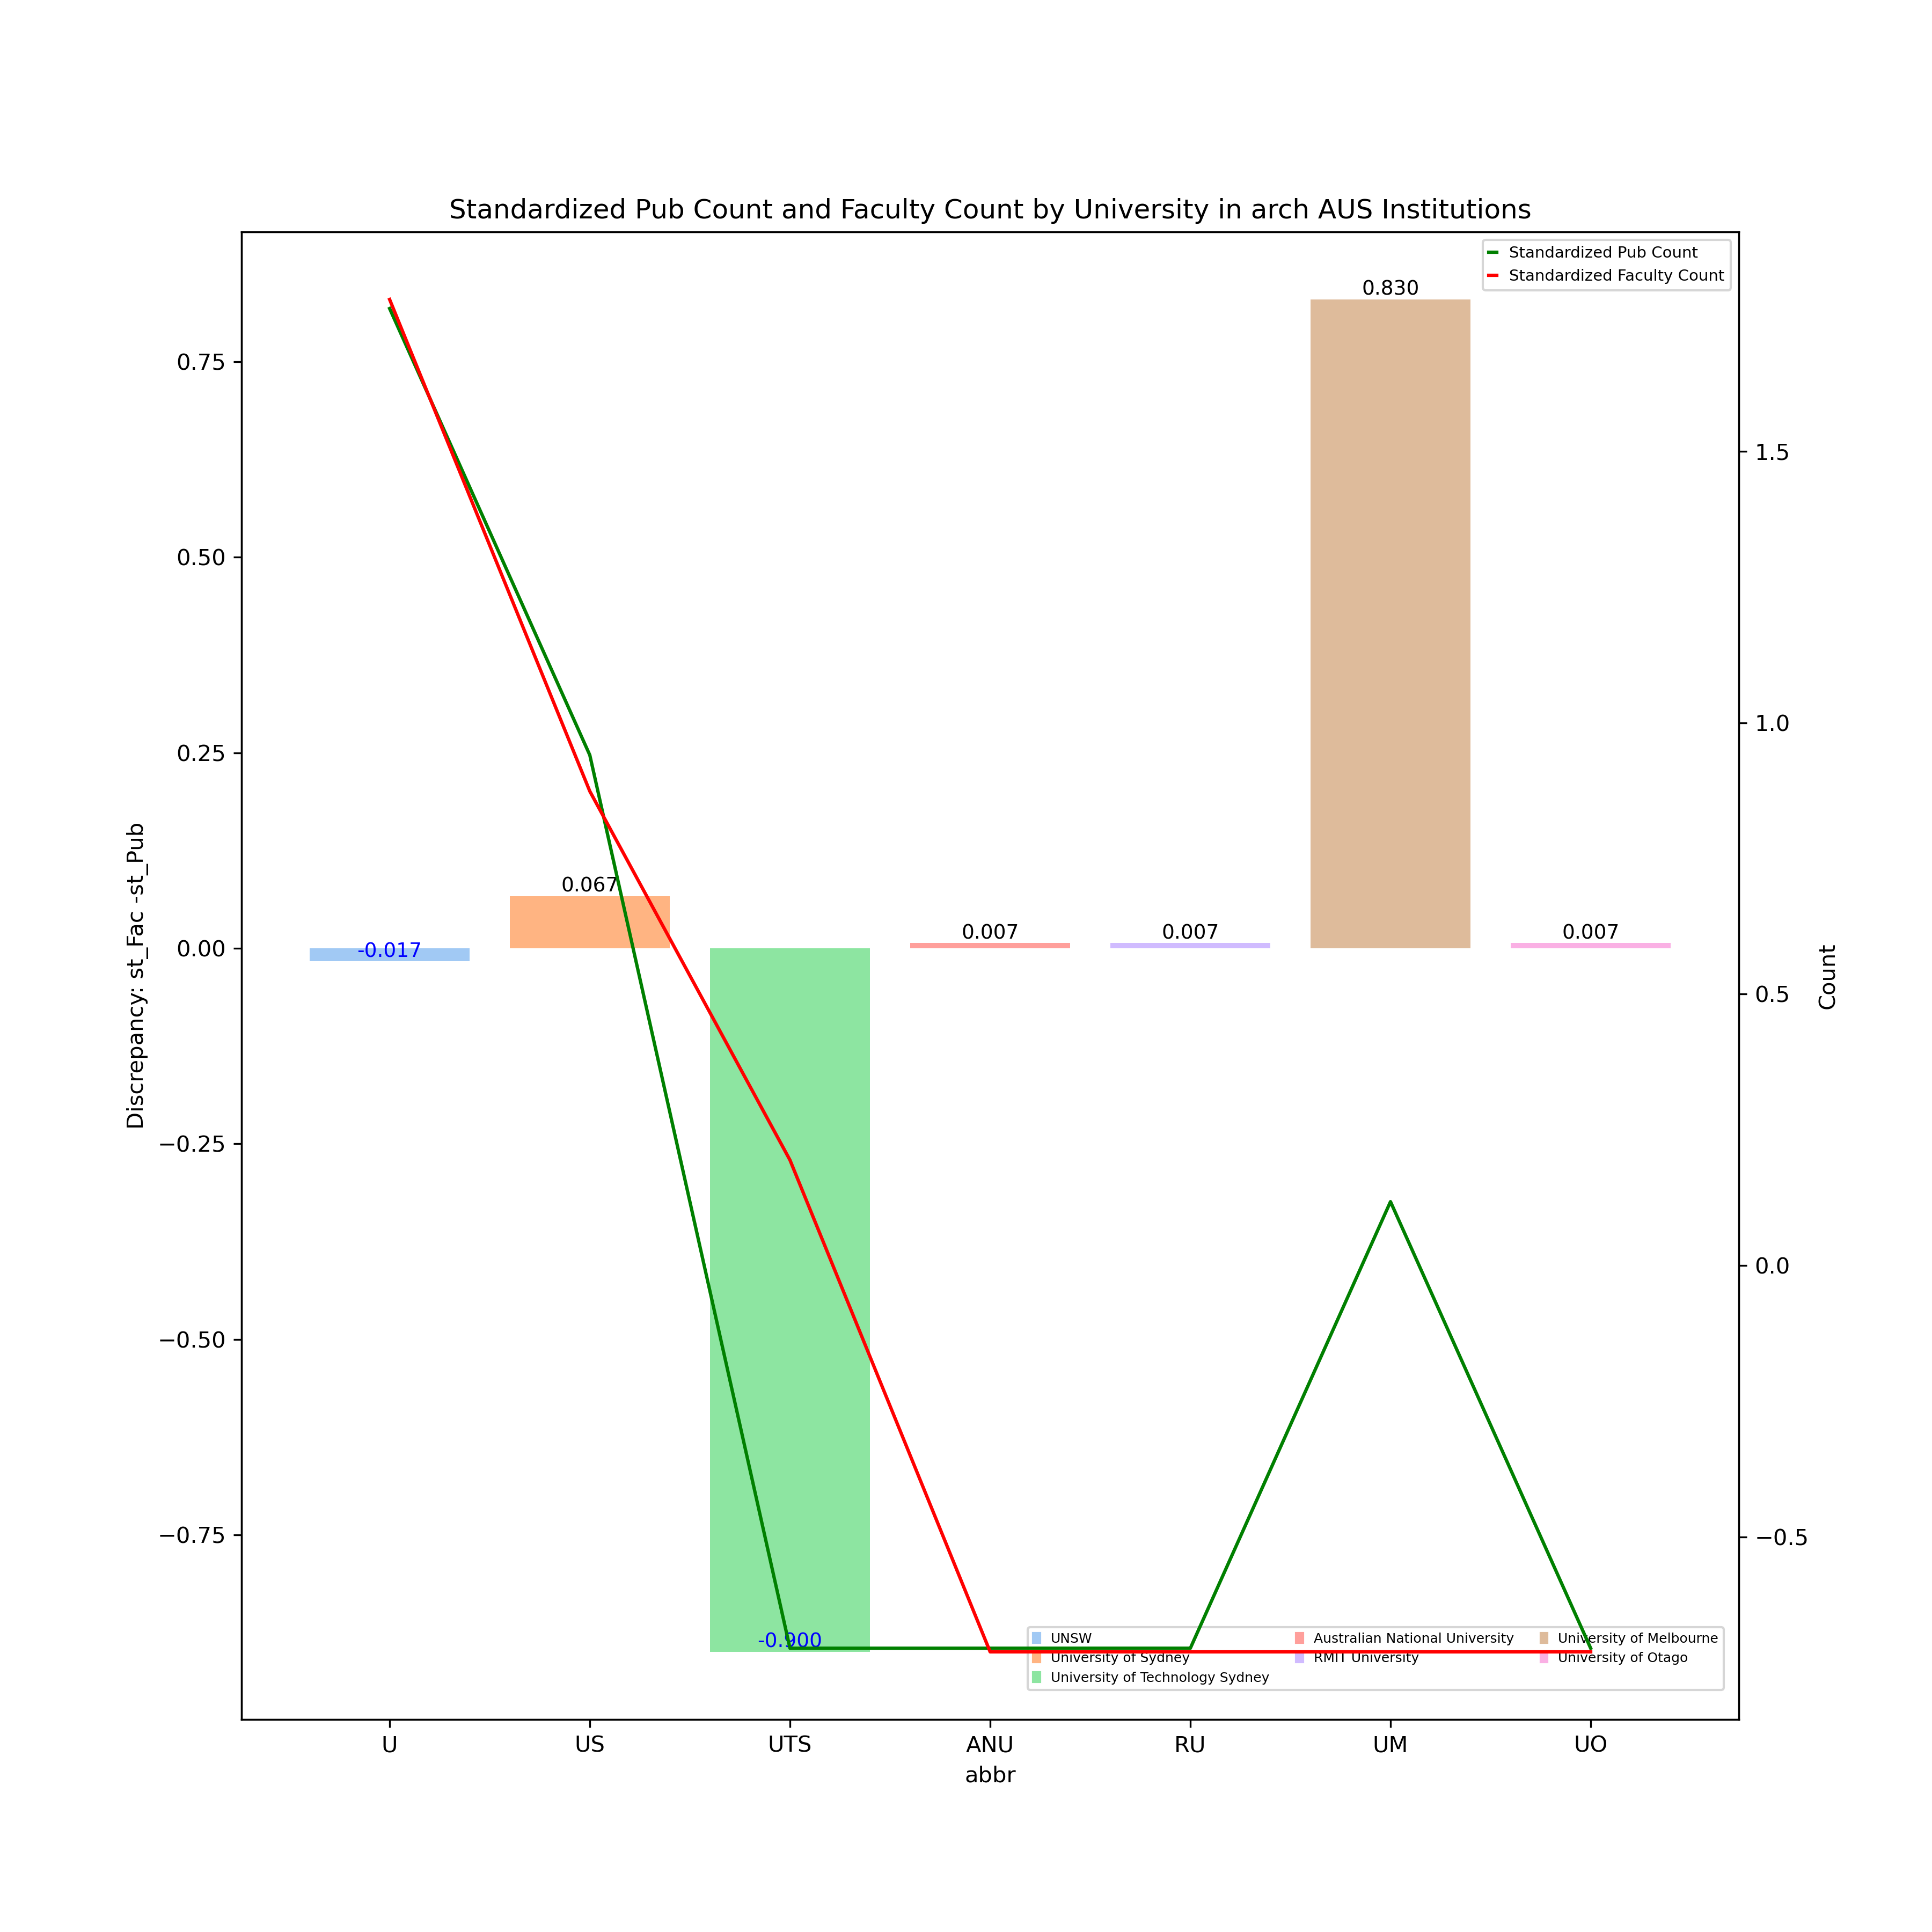 Standardized Pub Count and Faculty Count by University in arch AUS Institutions
Standardized Pub Count
Standardized Faculty Count
0.830
0.75
0.50
0.25
0.00
−0.25
−0.50
−0.75
Discrepancy: st_Fac -st_Pub
-0.017
0.067
-0.900
0.007
0.007
0.007
1.5
1.0
0.5
0.0
−0.5
Count
UNSW
University of Sydney
University of Technology Sydney
Australian National University
RMIT University
University of Melbourne
University of Otago
U US UTS ANU RU UM UO
abbr